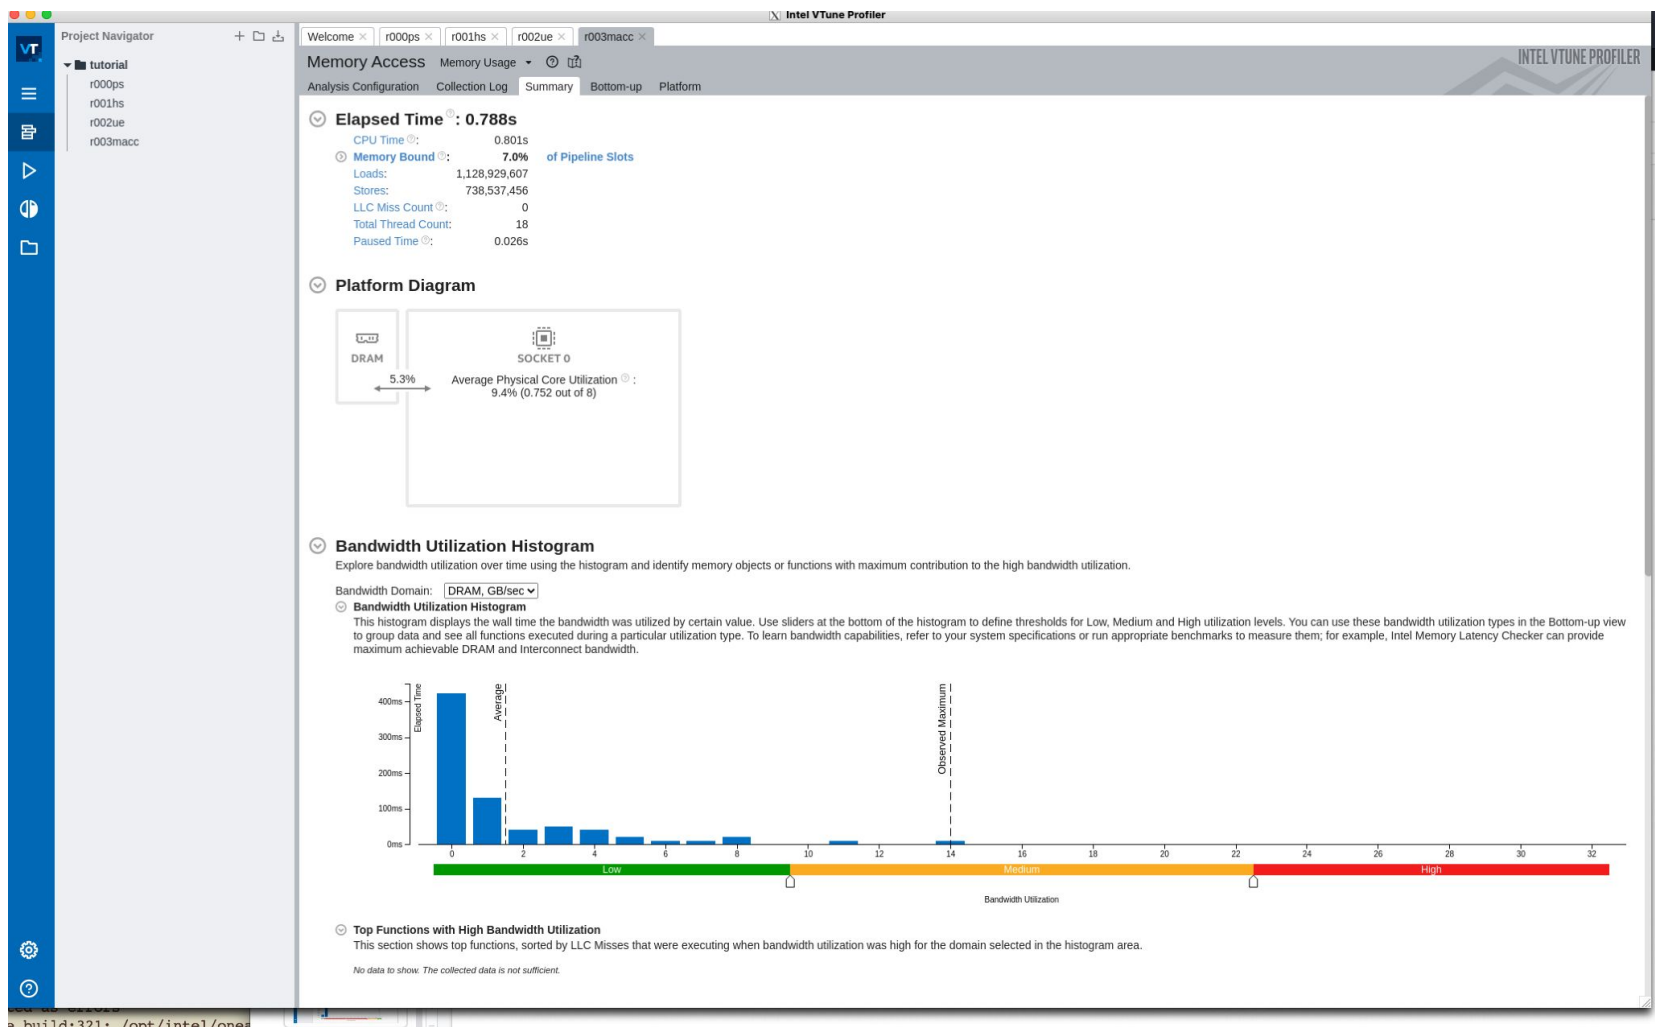 Intel VTune Profiler
VT
Project Navigator
tutorial
r000ps
r001hs
r002ue
r003macc
Welcome
r000ps
r001hs
r002ue
r003macc
Memory Access Memory Usage
INTEL VTUNE PROFILER
Analysis Configuration Collection Log Summary Bottom-up Platform
Elapsed Time: 0.788s
CPU Time: 0.801s
Memory Bound: 7.0% of Pipeline Slots
Loads: 1,128,929,607
Stores: 738,537,456
LLC Miss Count: 0
Total Thread Count: 18
Paused Time: 0.026s
Platform Diagram
DRAM
SOCKET 0
5.3%
Average Physical Core Utilization :
9.4% (0.752 out of 8)
Bandwidth Utilization Histogram
Explore bandwidth utilization over time using the histogram and identify memory objects or functions with maximum contribution to the high bandwidth utilization.
Bandwidth Domain: DRAM, GB/sec
Bandwidth Utilization Histogram
This histogram displays the wall time the bandwidth was utilized by certain value. Use sliders at the bottom of the histogram to define thresholds for Low, Medium and High utilization levels. You can use these bandwidth utilization types in the Bottom-up view
to group data and see all functions executed during a particular utilization type. To learn bandwidth capabilities, refer to your system specifications or run appropriate benchmarks to measure them; for example, Intel Memory Latency Checker can provide
maximum achievable DRAM and Interconnect bandwidth.
400ms
300ms
200ms
100ms
0ms
Elapsed Time
Average
Observed Maximum
0 2 4 6 8 10 12 14 16 18 20 22 24 26 28 30 32
Low Medium High
Bandwidth Utilization
Top Functions with High Bandwidth Utilization
This section shows top functions, sorted by LLC Misses that were executing when bandwidth utilization was high for the domain selected in the histogram area.
No data to show. The collected data is not sufficient.
as errors
build:321: /opt/intel/onea